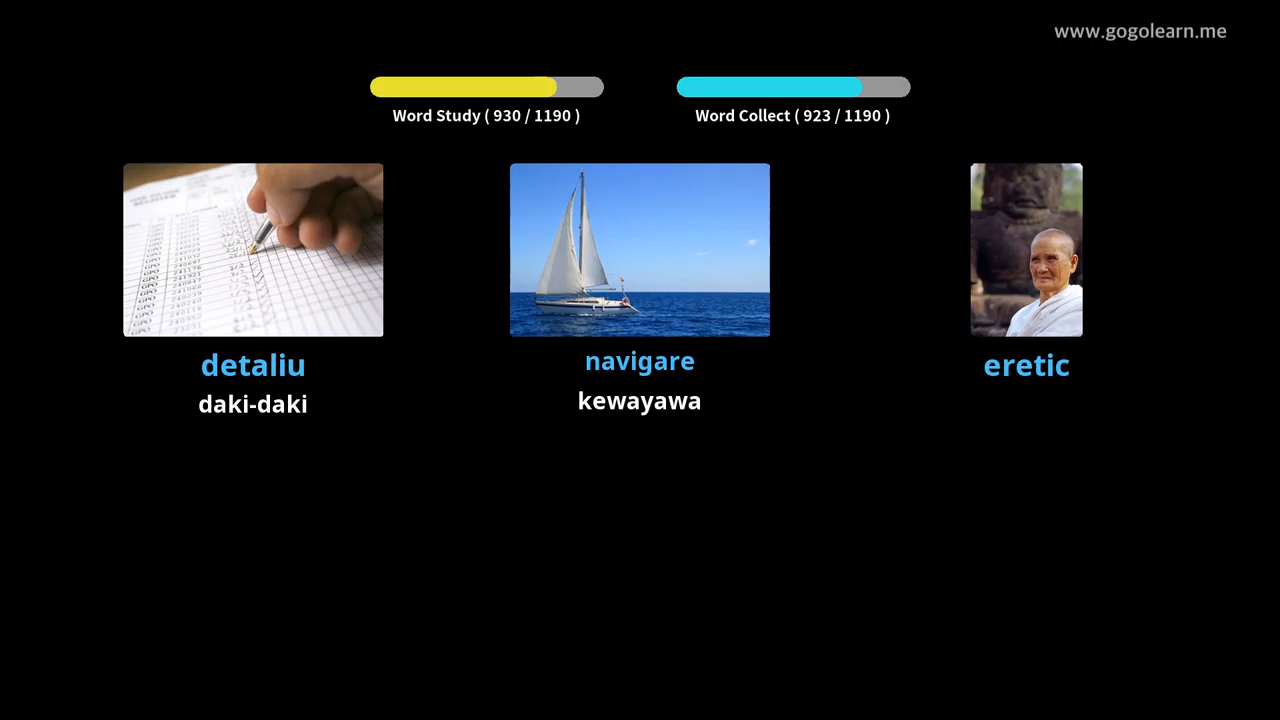 www.gogolearn.me
Word Study ( 930 / 1190 )
Word Collect ( 923 / 1190 )
detaliu
navigare
eretic
daki-daki
kewayawa